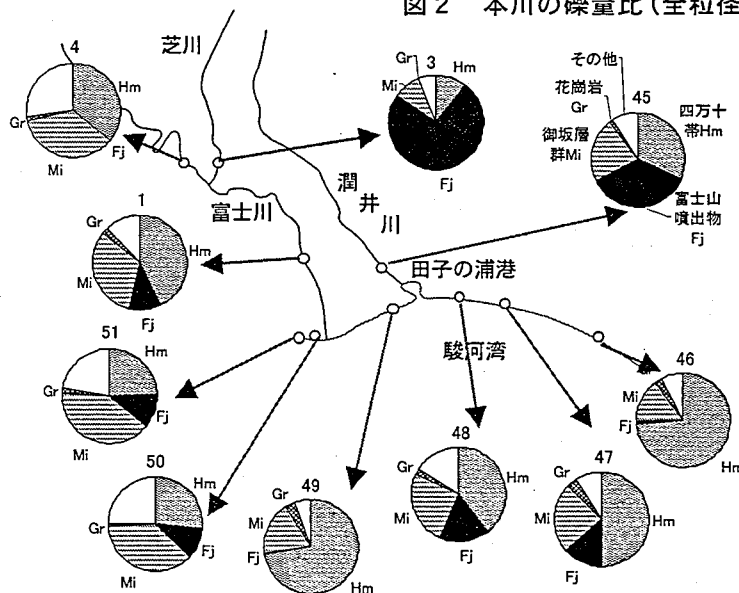 図2 本川の礫量比(全粒径
芝川
4
Hm
Gr
Fj
Mi
Gr
3
Hm
Mi
Fj
その他
花崗岩
Gr
45
四万十
帯Hm
御坂層
群Mi
富士山
噴出物
Fj
潤井川
富士川
1
Gr
Hm
Mi
Fj
田子の浦港
駿河湾
51
Hm
Gr
Fj
Mi
46
Mi
Gr
Fj
Hm
50
Hm
Gr
Fj
Mi
49
Gr
Mi
Fj
Hm
48
Gr
Hm
Mi
Fj
47
Gr
Mi
Hm
Fj